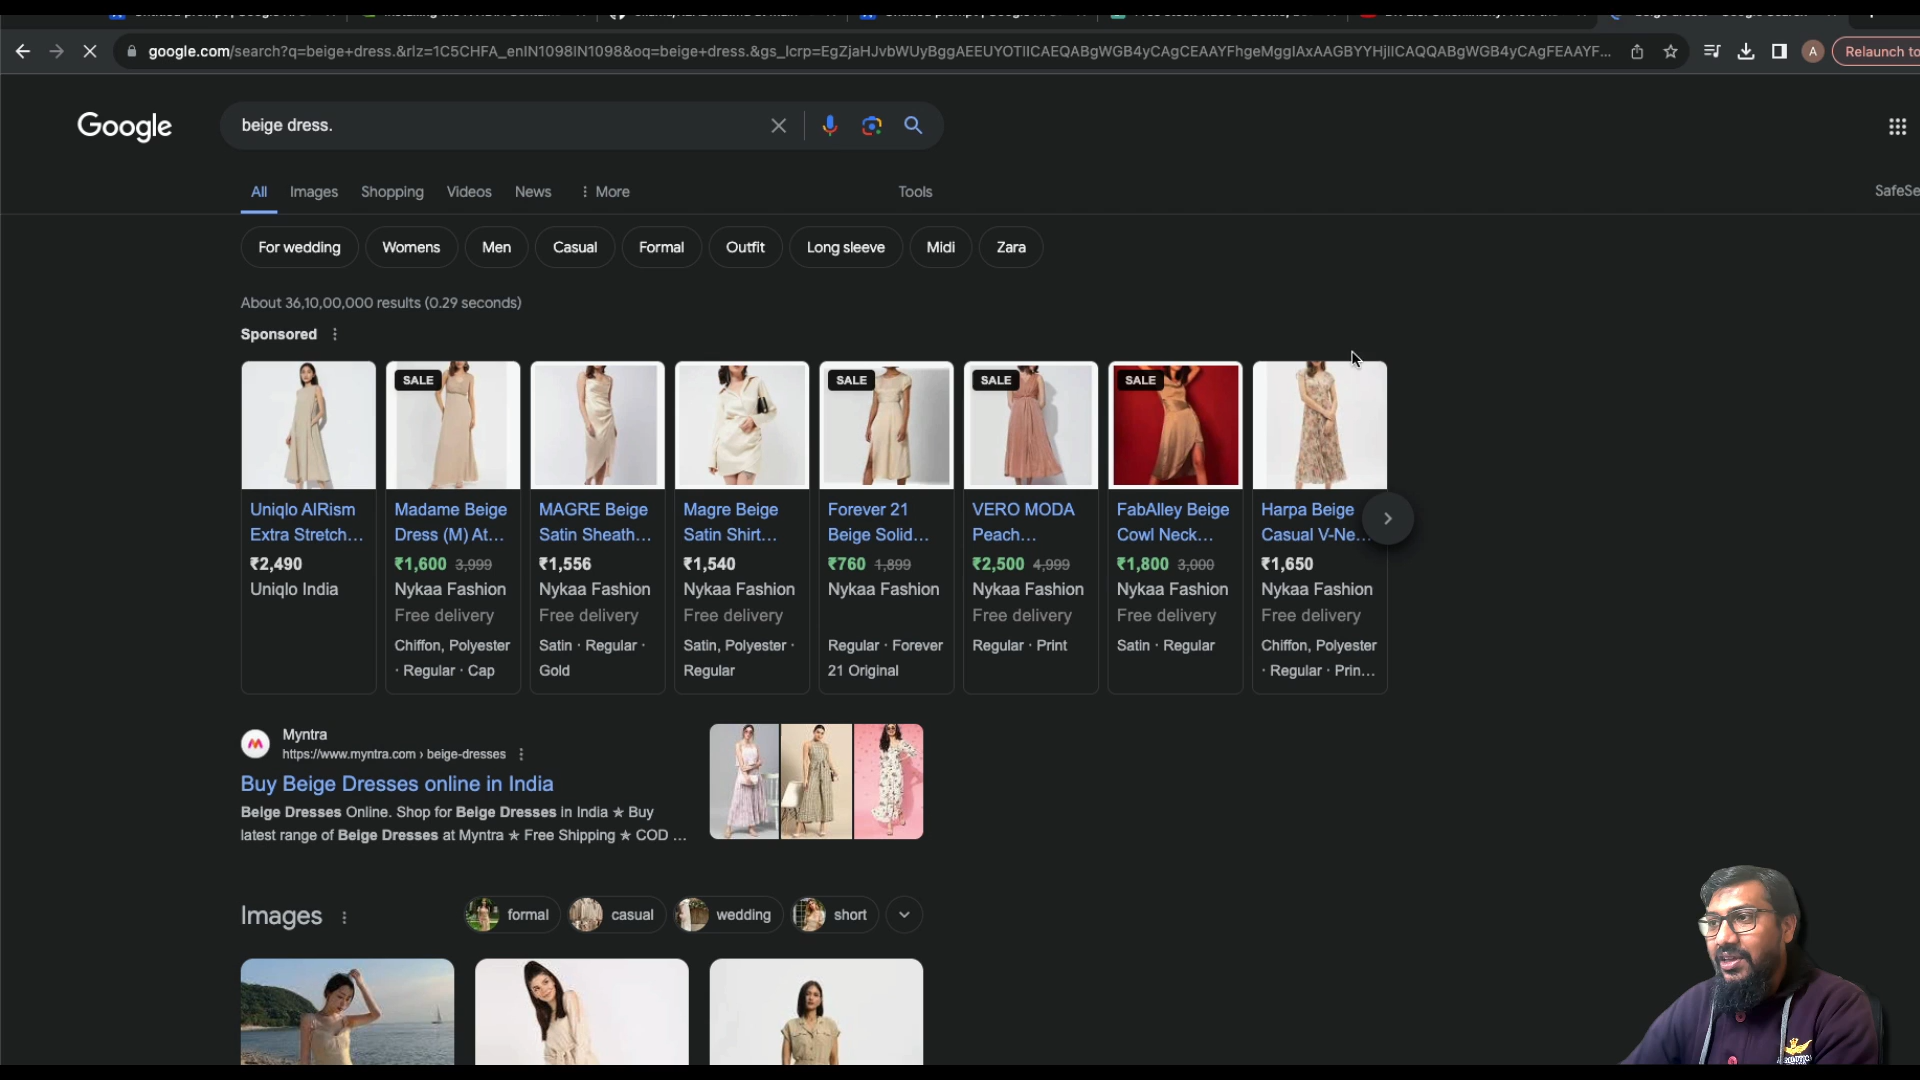 google.com/search?q=beige+dress.&rlz=1C5CHFA_enIN1098IN1098&oq=beige+dress.&gs_lcrp=EgZjaHJvbWUyBggAEEUYOTIICAEQABgWGB4yCAgCEAAYFhgeMggIAxAAGBYYHjIICAQQABgWGB4yCAgFEAAYF...
A
Relaunch to
Google
beige dress.
All
Images
Shopping
Videos
News
More
Tools
SafeSe
For wedding
Womens
Men
Casual
Formal
Outfit
Long sleeve
Midi
Zara
About 36,10,00,000 results (0.29 seconds)
Sponsored
SALE
SALE
SALE
SALE
Uniqlo AIRism
Extra Stretch...
₹2,490
Uniqlo India
Madame Beige
Dress (M) At...
₹1,600 3,999
Nykaa Fashion
Free delivery
Chiffon, Polyester
· Regular · Cap
MAGRE Beige
Satin Sheath...
₹1,556
Nykaa Fashion
Free delivery
Satin · Regular ·
Gold
Magre Beige
Satin Shirt...
₹1,540
Nykaa Fashion
Free delivery
Satin, Polyester ·
Regular
Forever 21
Beige Solid...
₹760 1,899
Nykaa Fashion
Regular · Forever
21 Original
VERO MODA
Peach...
₹2,500 4,999
Nykaa Fashion
Free delivery
Regular · Print
FabAlley Beige
Cowl Neck...
₹1,800 3,000
Nykaa Fashion
Free delivery
Satin · Regular
Harpa Beige
Casual V-Ne...
₹1,650
Nykaa Fashion
Free delivery
Chiffon, Polyester
· Regular · Prin...
Myntra
https://www.myntra.com › beige-dresses
Buy Beige Dresses online in India
Beige Dresses Online. Shop for Beige Dresses in India ★ Buy
latest range of Beige Dresses at Myntra ★ Free Shipping ★ COD ...
Images
formal
casual
wedding
short